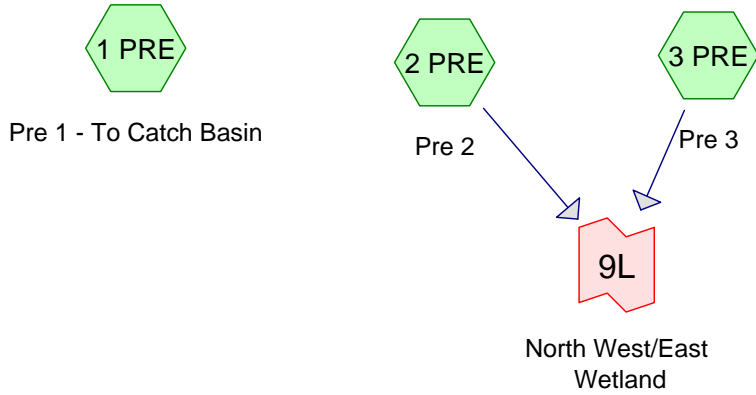 1 PRE
2 PRE
3 PRE
Pre 1 - To Catch Basin
Pre 2
Pre 3
9L
North West/East
Wetland